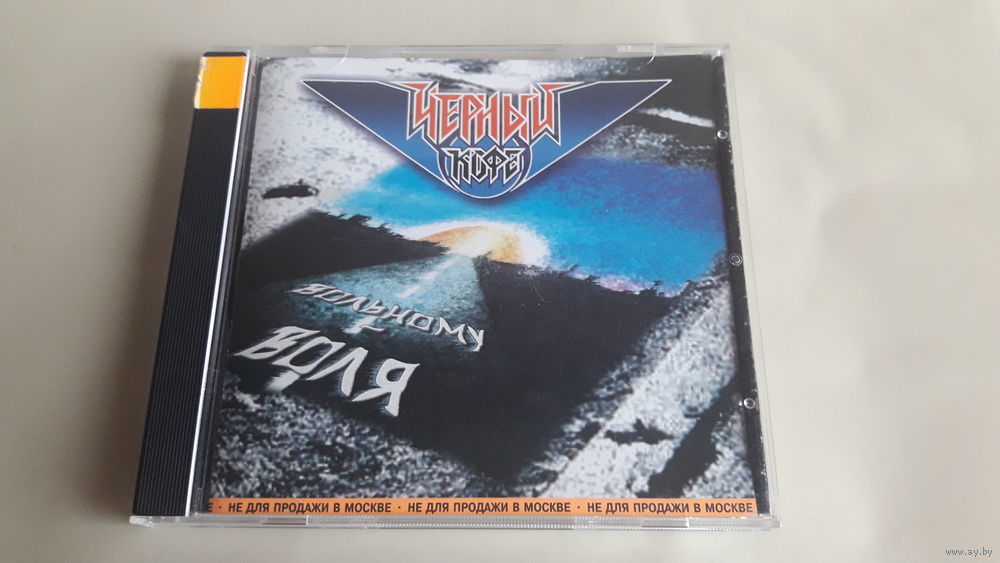 ЧЕРНЫЙ
КОФЕ
ВОЛЬНОМУ -
ВОЛЯ
Е · НЕ ДЛЯ ПРОДАЖИ В МОСКВЕ · НЕ ДЛЯ ПРОДАЖИ В МОСКВЕ · НЕ ДЛЯ ПРОДАЖИ В МОСКВЕ
www.ay.by